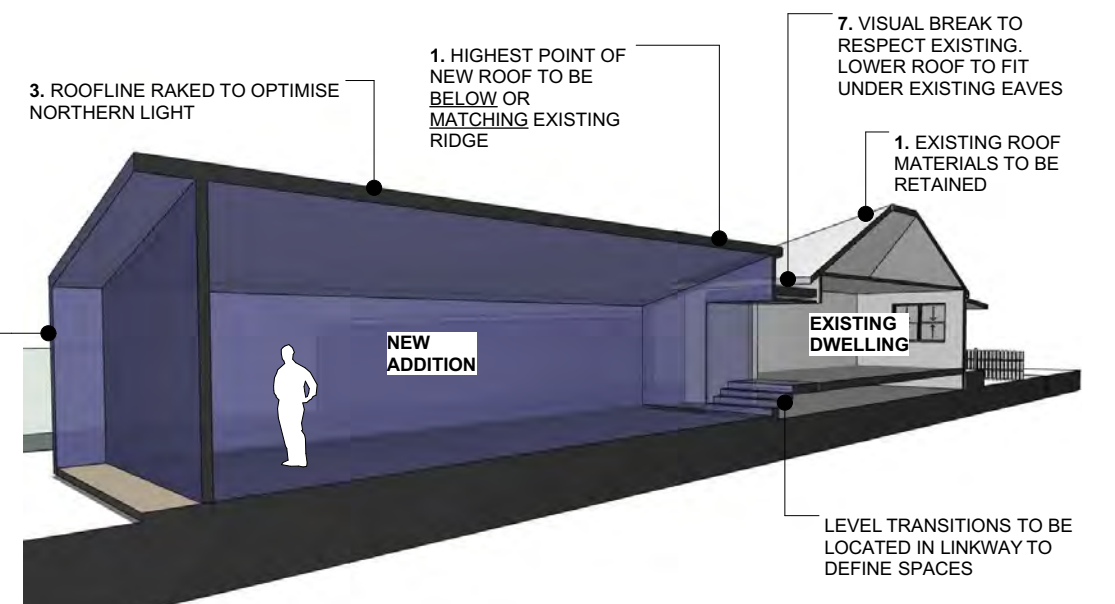 7. VISUAL BREAK TO
RESPECT EXISTING.
LOWER ROOF TO FIT
UNDER EXISTING EAVES
1. HIGHEST POINT OF
NEW ROOF TO BE
BELOW OR
MATCHING EXISTING
RIDGE
3. ROOFLINE RAKED TO OPTIMISE
NORTHERN LIGHT
1. EXISTING ROOF
MATERIALS TO BE
RETAINED
NEW
ADDITION
EXISTING
DWELLING
LEVEL TRANSITIONS TO BE
LOCATED IN LINKWAY TO
DEFINE SPACES